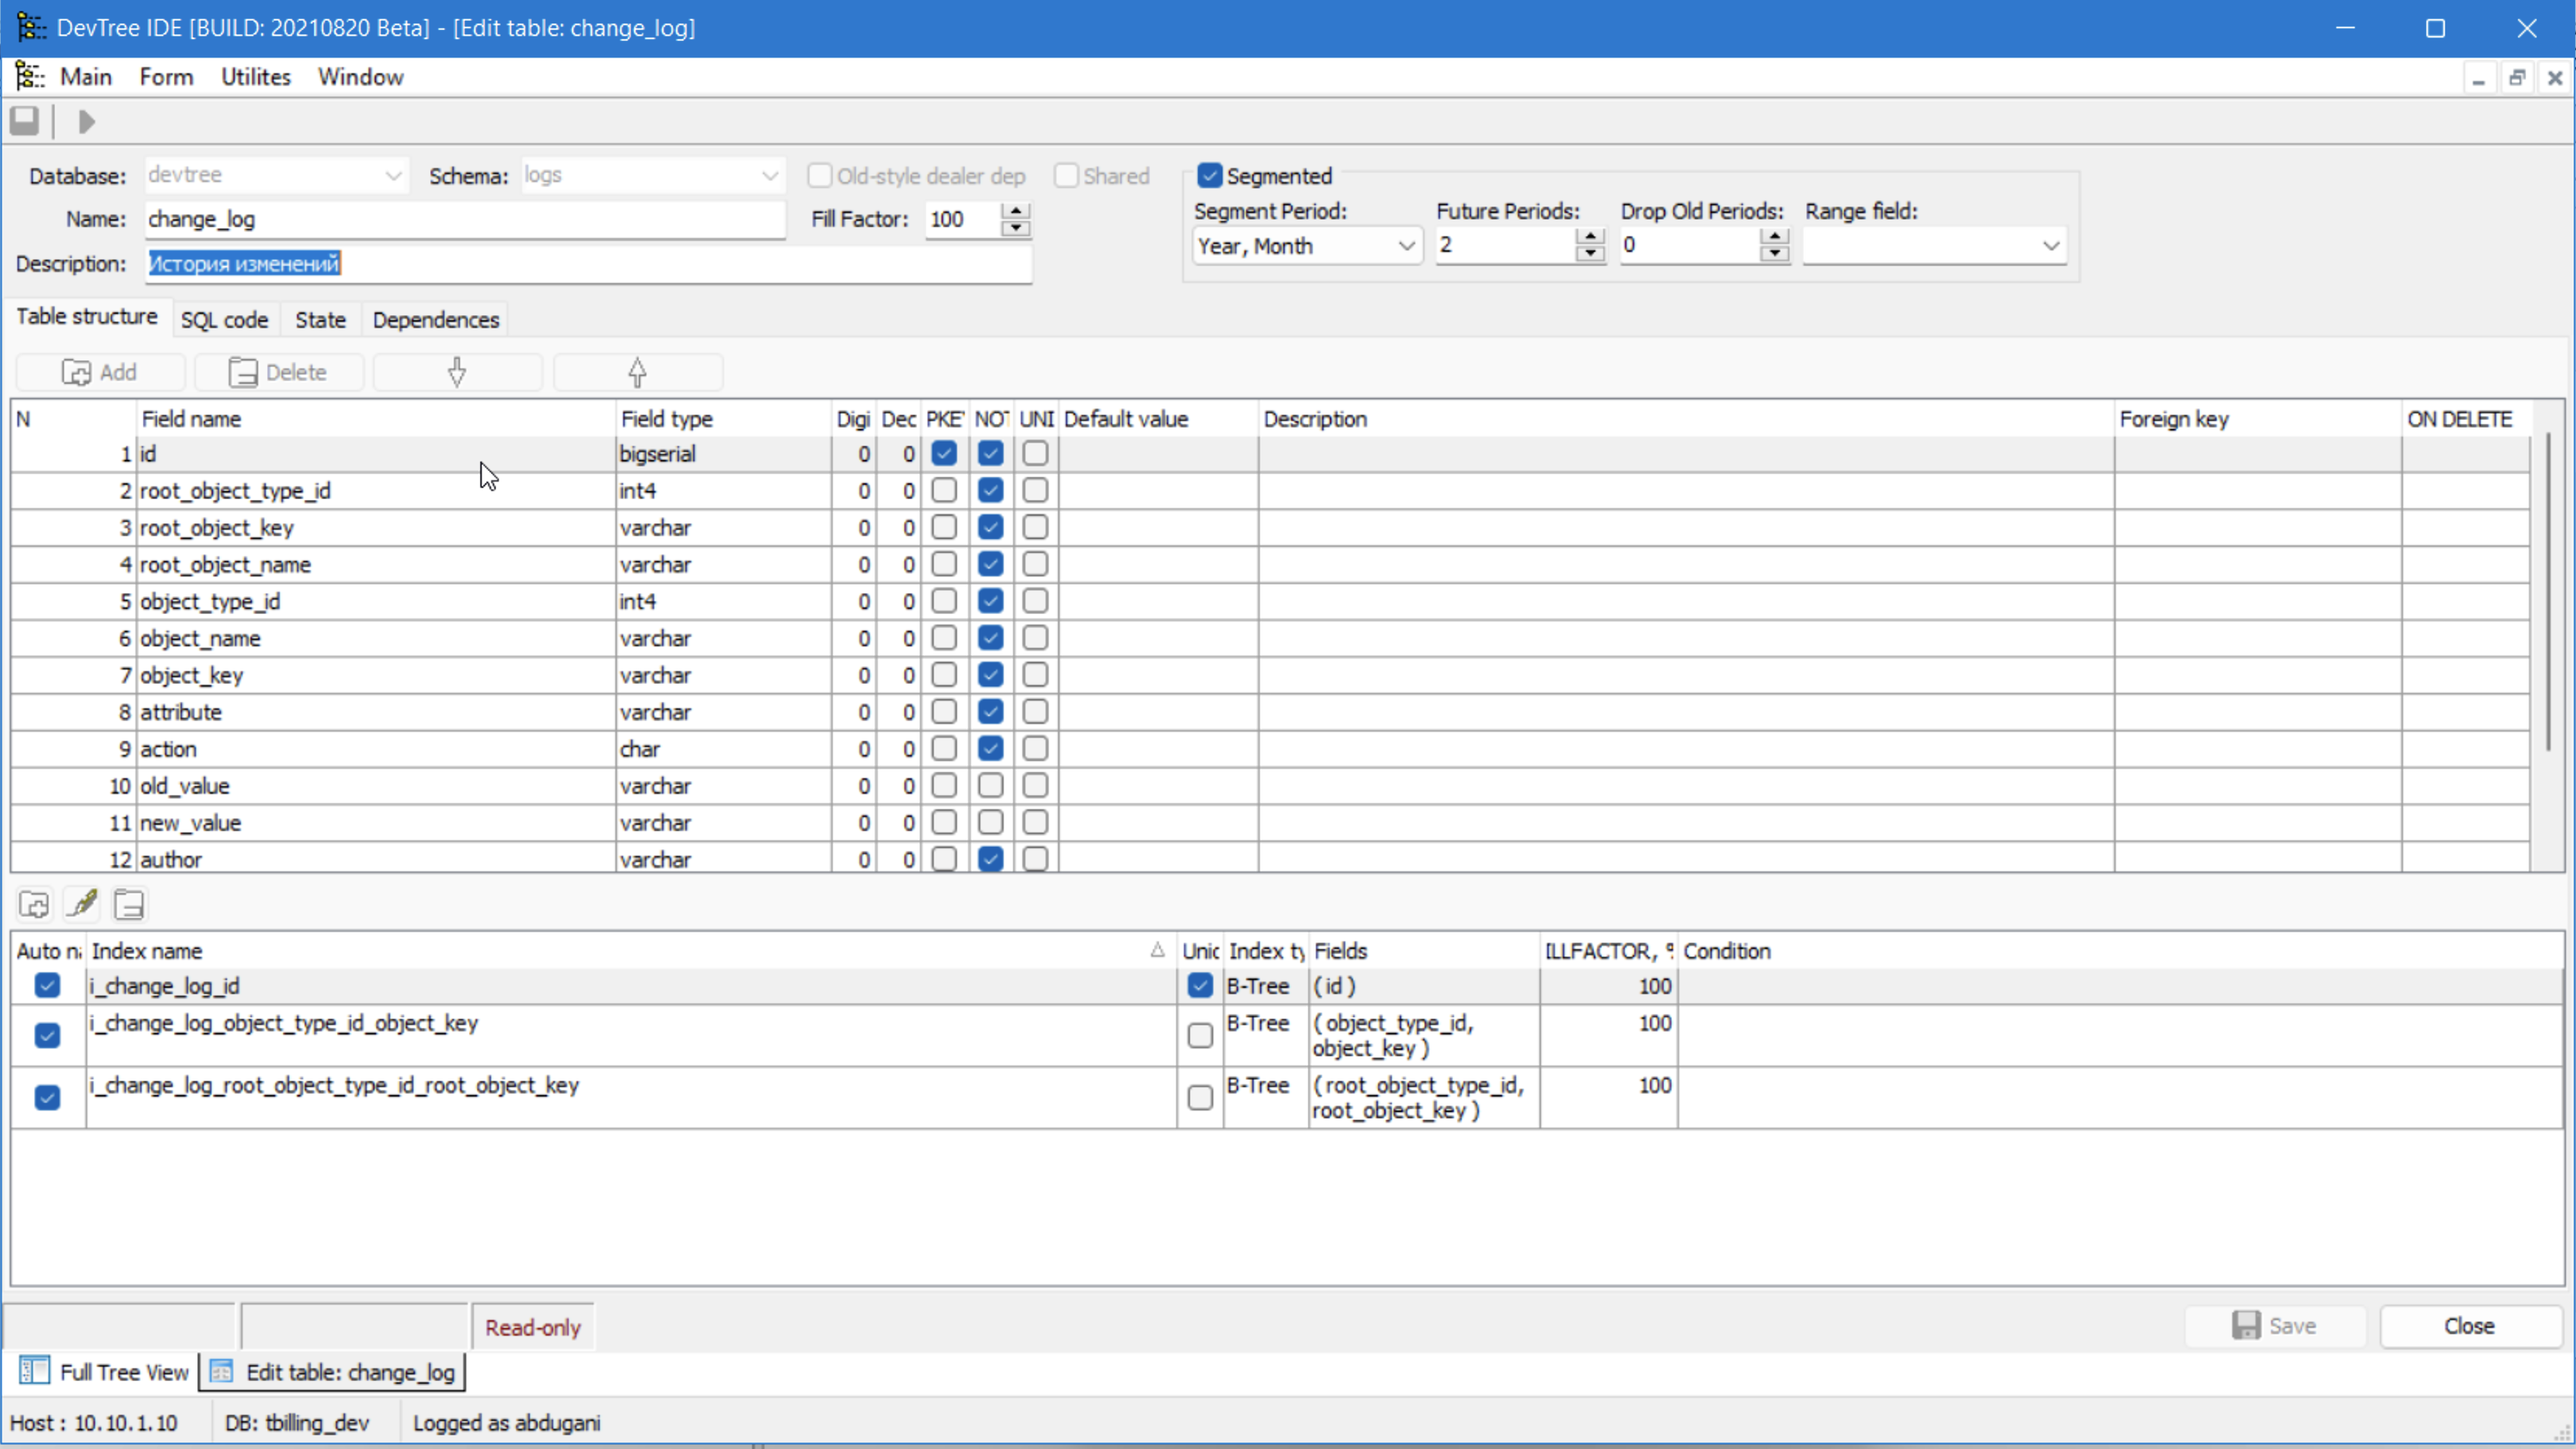 DevTree IDE [BUILD: 20210820 Beta] - [Edit table: change_log]
Main Form Utilites Window
Database: devtree Schema: logs Old-style dealer dep Shared Segmented
Name: change_log Fill Factor: 100
Segment Period: Future Periods: Drop Old Periods: Range field:
Year, Month 2 0
Description: История изменений
Table structure SQL code State Dependences
Add Delete
N Field name Field type Digi Dec PKEY NOT UNI Default value Description Foreign key ON DELETE
1 id bigserial 0 0
2 root_object_type_id int4 0 0
3 root_object_key varchar 0 0
4 root_object_name varchar 0 0
5 object_type_id int4 0 0
6 object_name varchar 0 0
7 object_key varchar 0 0
8 attribute varchar 0 0
9 action char 0 0
10 old_value varchar 0 0
11 new_value varchar 0 0
12 author varchar 0 0
Auto na Index name Unic Index ty Fields ILLFACTOR, % Condition
i_change_log_id B-Tree ( id ) 100
i_change_log_object_type_id_object_key B-Tree ( object_type_id, 100
object_key )
i_change_log_root_object_type_id_root_object_key B-Tree ( root_object_type_id, 100
root_object_key )
Read-only Save Close
Full Tree View Edit table: change_log
Host : 10.10.1.10 DB: tbilling_dev Logged as abdugani